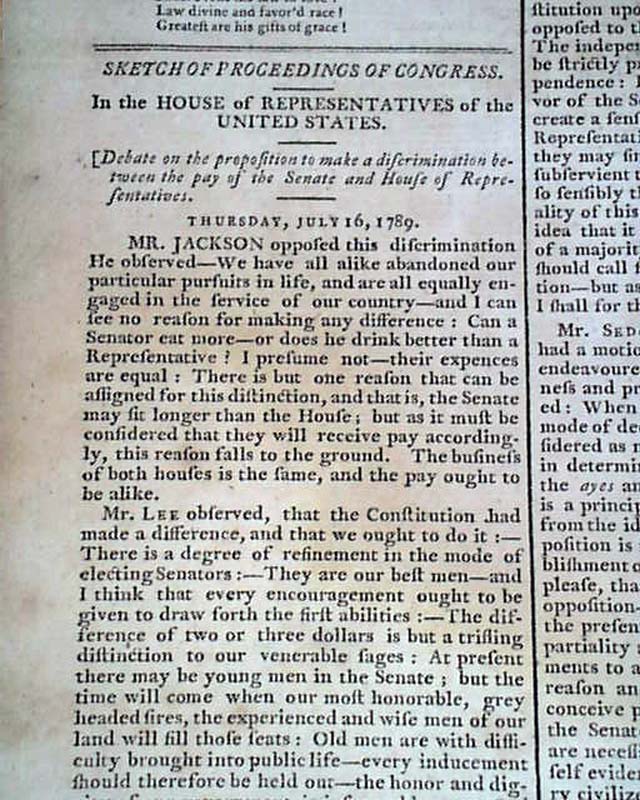 Law divine and favor'd race !
Greateſt are his gifts of grace !
SKETCH OF PROCEEDINGS OF CONGRESS.
In the HOUSE of REPRESENTATIVES of the
UNITED STATES.
[Debate on the propoſition to make a diſcrimination be-
tween the pay of the Senate and Houſe of Repre-
ſentatives.
THURSDAY, JULY 16, 1789.
MR. JACKSON oppoſed this diſcrimination
He obſerved—We have all alike abandoned our
particular purſuits in life, and are all equally en-
gaged in the ſervice of our country—and I can
ſee no reaſon for making any difference : Can a
Senator eat more—or does he drink better than a
Repreſentative ? I preſume not—their expences
are equal : There is but one reaſon that can be
aſſigned for this diſtinction, and that is, the Senate
may ſit longer than the Houſe ; but as it muſt be
conſidered that they will receive pay according-
ly, this reaſon falls to the ground. The buſineſs
of both houſes is the ſame, and the pay ought to
be alike.
Mr. LEE obſerved, that the Conſtitution had
made a difference, and that we ought to do it :—
There is a degree of refinement in the mode of
electing Senators :—They are our beſt men—and
I think that every encouragement ought to be
given to draw forth the firſt abilities :—The dif-
ference of two or three dollars is but a trifling
diſtinction to our venerable ſages : At preſent
there may be young men in the Senate ; but the
time will come when our moſt honorable, grey
headed ſires, the experienced and wiſe men of our
land will fill thoſe ſeats : Old men are with diffi-
culty brought into public life—every inducement
ſhould therefore be held out—the honor and dig-
ſtitution upo
oppoſed to t
The indepe
be ſtrictly p
pendence :
vor of the S
create a ſenſ
Repreſentati
they may ſi
ſubſervient
ſo ſenſibly t
ality of this
idea that it
of a majorit
ſhould call
tion—but as
I ſhall for th
Mr. SED
had a motio
endeavoure
neſs and pr
ed : When
mode of de
ſidered as
in determi
the ayes an
is a princip
from the id
poſition is
bliſhment o
pleaſe, tha
oppoſition
the preſen
partiality
ments to a
reaſon an
conceive p
the Senat
are neceſſ
ſelf evide
ry civiliz